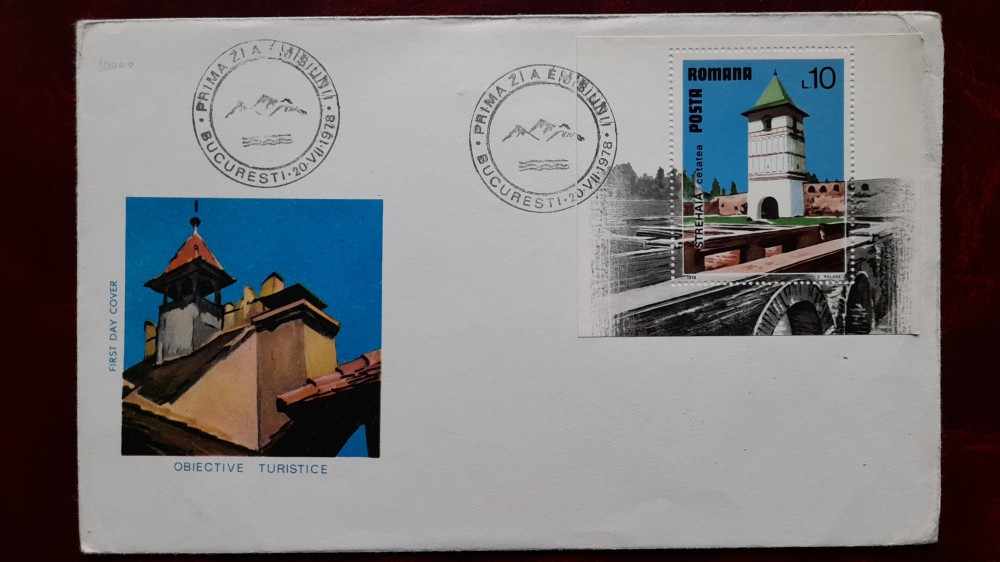 PRIMA ZI A EMISIUNII
BUCURESTI · 20·VII·1978
PRIMA ZI A EMISIUNII
BUCURESTI · 20·VII·1978
POSTA ROMANA
L.10
STREHAIA cetatea
1978
FIRST DAY COVER
OBIECTIVE TURISTICE